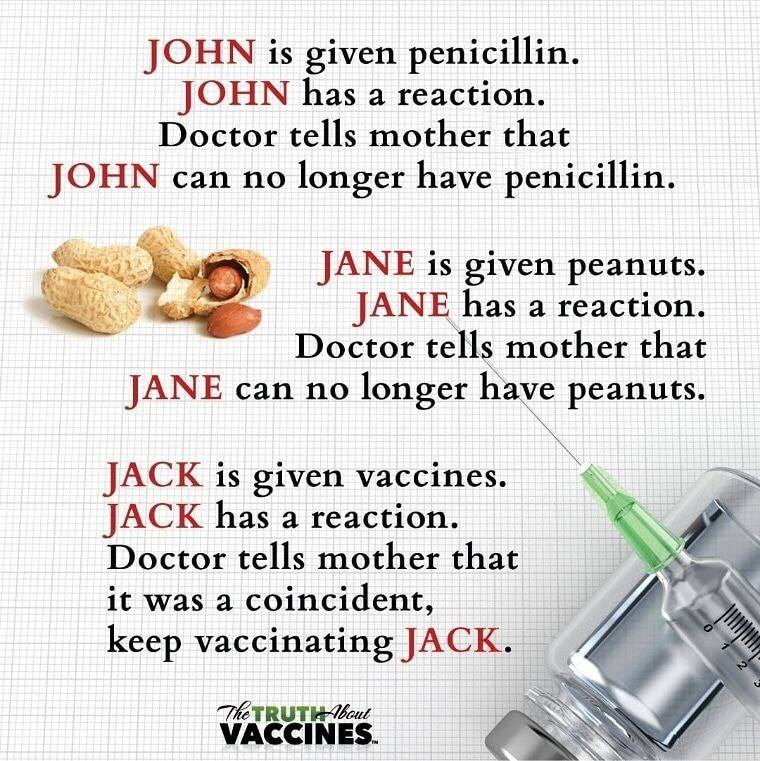 JOHN is given penicillin.
JOHN has a reaction.
Doctor tells mother that
JOHN can no longer have penicillin.
JANE is given peanuts.
JANE has a reaction.
Doctor tells mother that
JANE can no longer have peanuts.
JACK is given vaccines.
JACK has a reaction.
Doctor tells mother that
it was a coincident,
keep vaccinating JACK.
The TRUTH About
VACCINES™
0
1
2
3